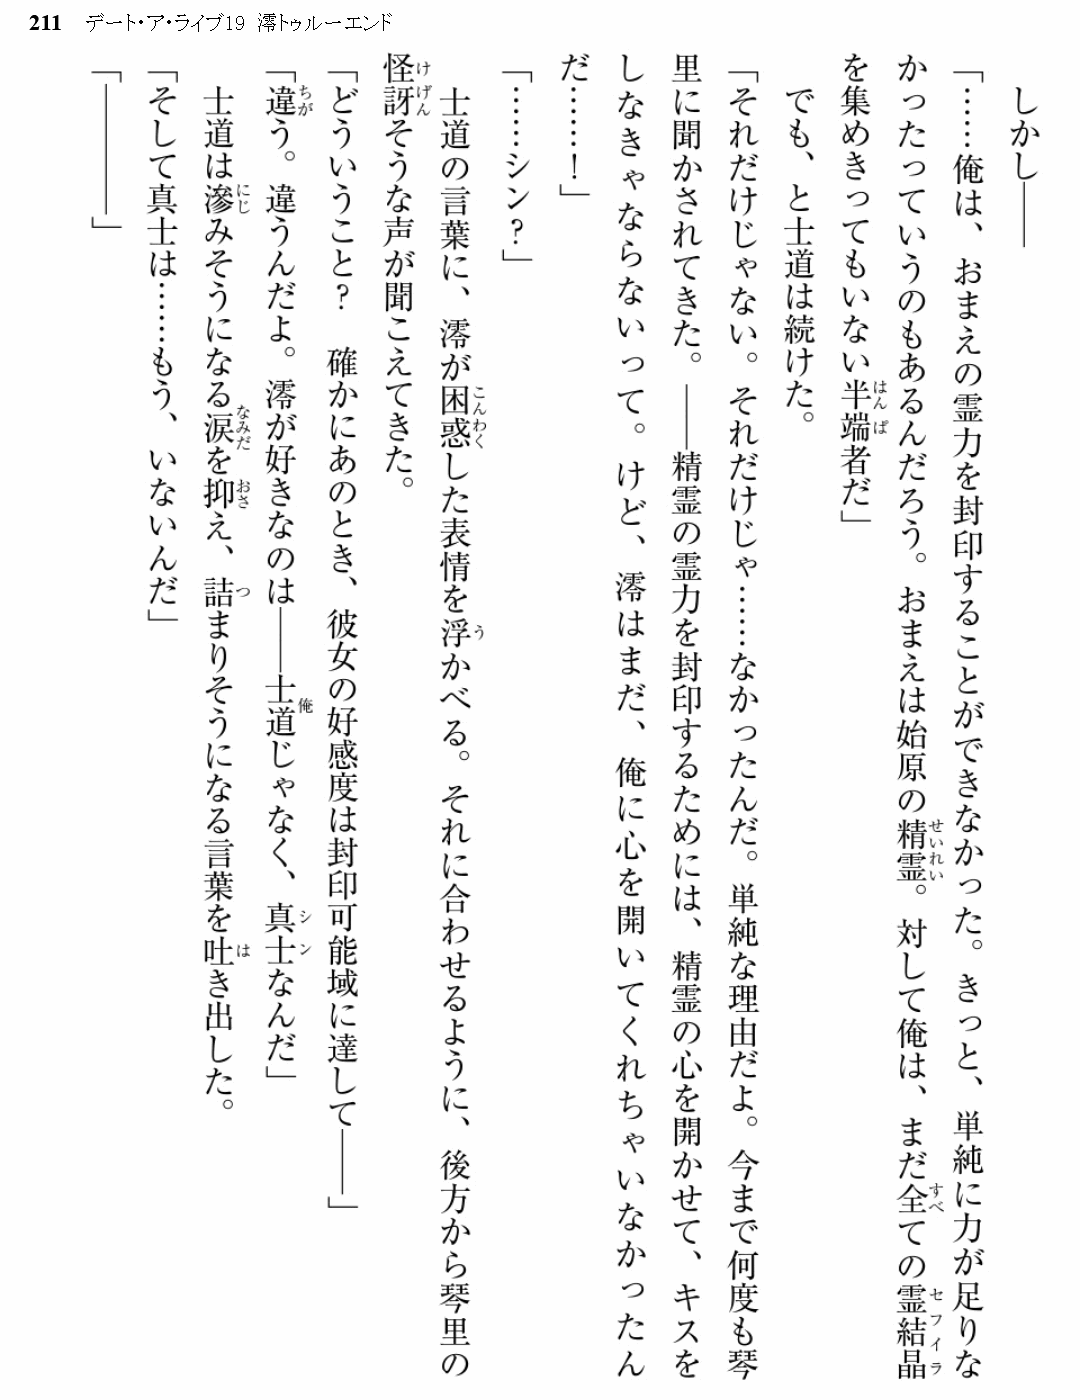 211 デート・ア・ライブ19 澪トゥルーエンド
しかし――
「……俺は、おまえの霊力を封印することができなかった。きっと、単純に力が足りな
かったっていうのもあるんだろう。おまえは始原の精霊。対して俺は、まだ全ての霊結晶
を集めきってもいない半端者だ」
でも、と士道は続けた。
「それだけじゃない。それだけじゃ……なかったんだ。単純な理由だよ。今まで何度も琴
里に聞かされてきた。――精霊の霊力を封印するためには、精霊の心を開かせて、キスを
しなきゃならないって。けど、澪はまだ、俺に心を開いてくれちゃいなかったん
だ……！」
「……シン？」
士道の言葉に、澪が困惑した表情を浮かべる。それに合わせるように、後方から琴里の
怪訝そうな声が聞こえてきた。
「どういうこと？　確かにあのとき、彼女の好感度は封印可能域に達して――」
「違う。違うんだよ。澪が好きなのは――士道じゃなく、真士なんだ」
士道は滲みそうになる涙を抑え、詰まりそうになる言葉を吐き出した。
「そして真士は……もう、いないんだ」
「――――」